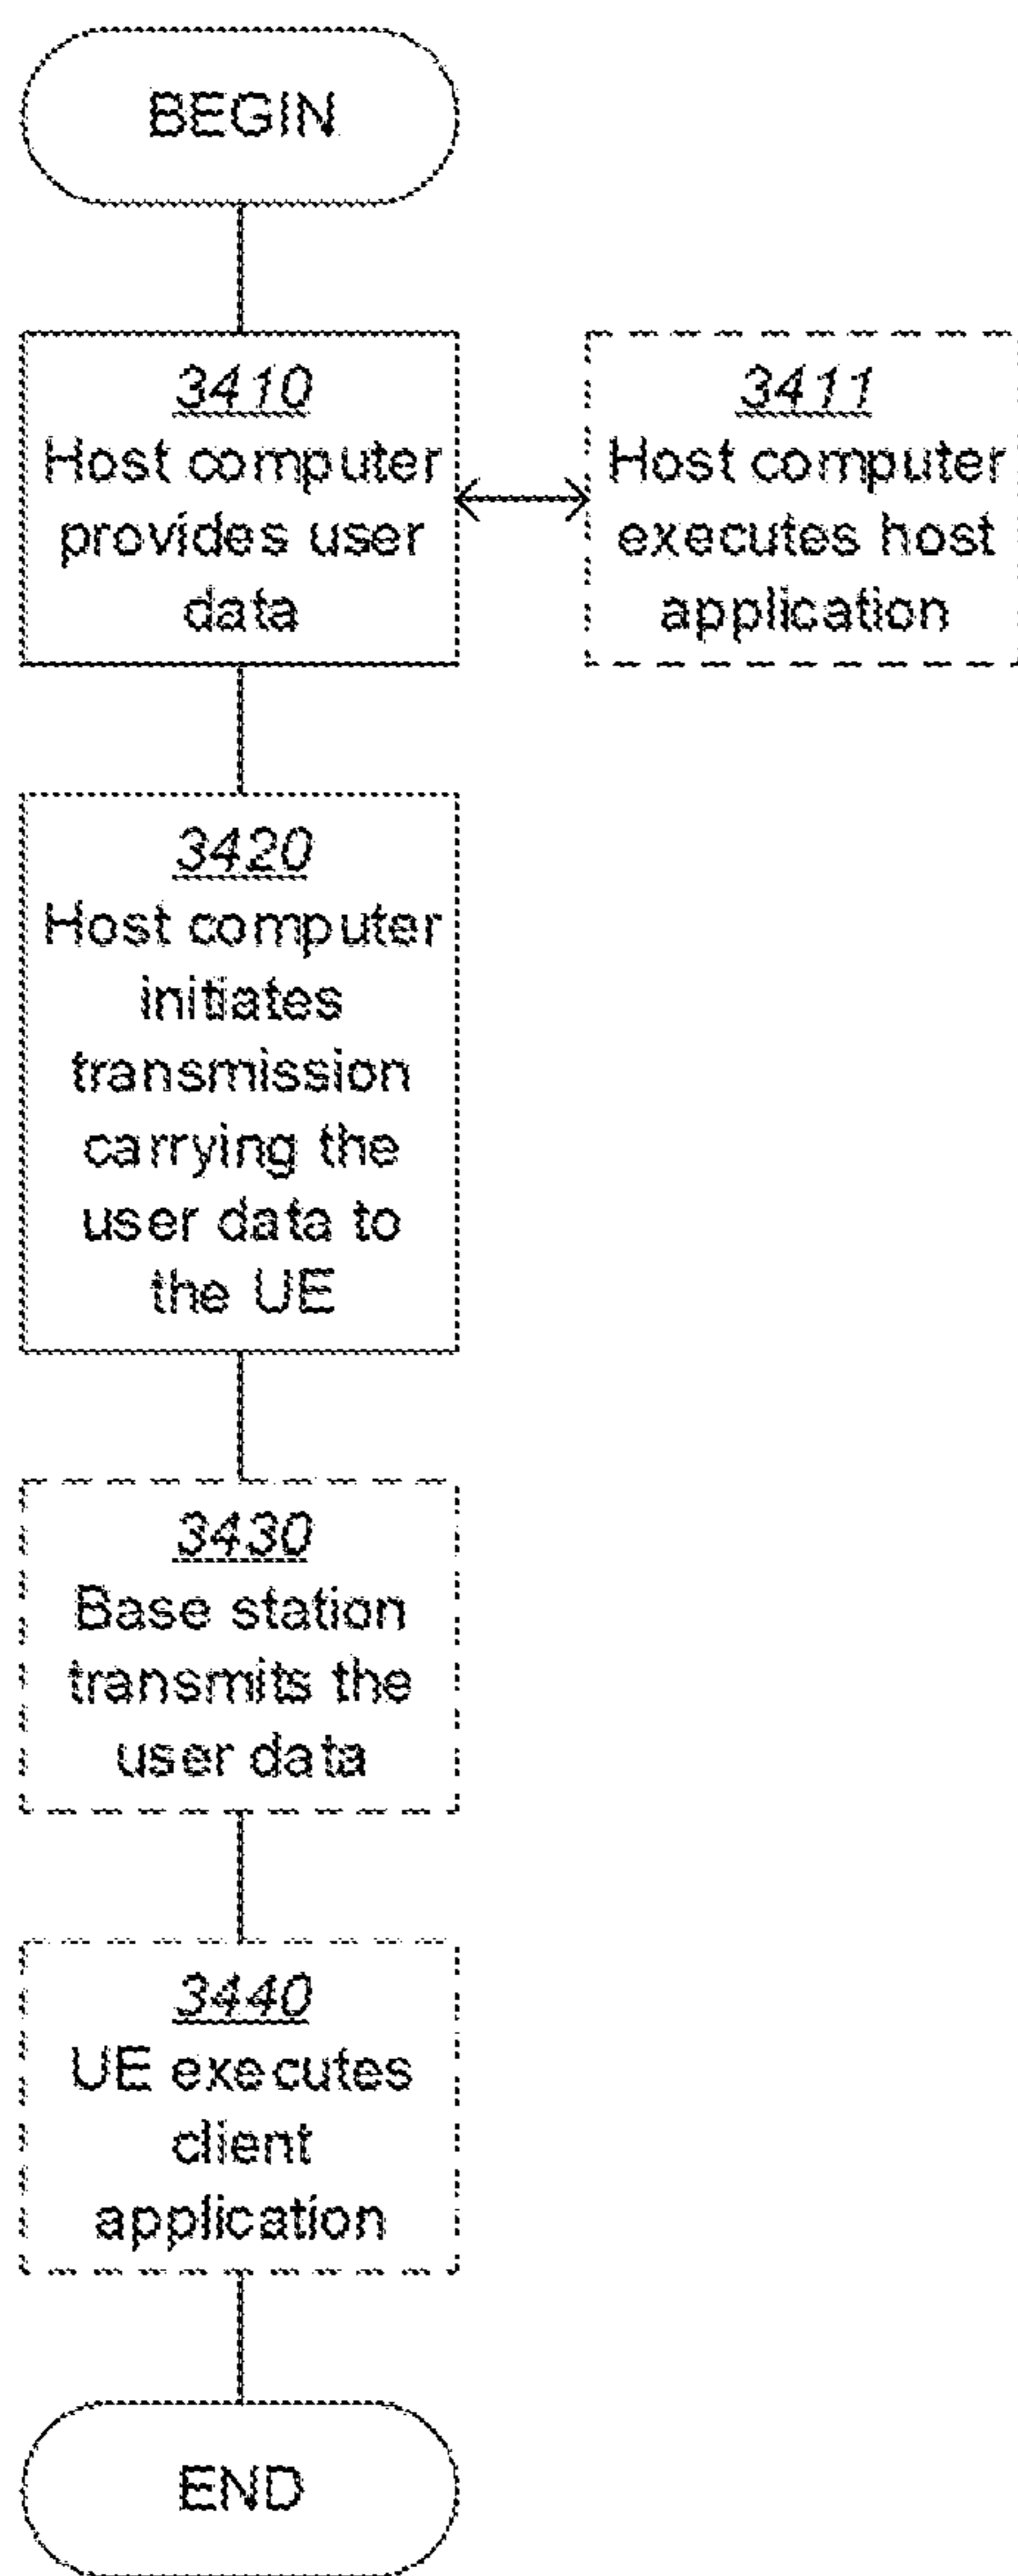 BEGIN
3410
Host computer
provides user
data
3411
Host computer
executes host
application
3420
Host computer
initiates
transmission
carrying the
user data to
the UE
3430
Base station
transmits the
user data
3440
UE executes
client
application
END